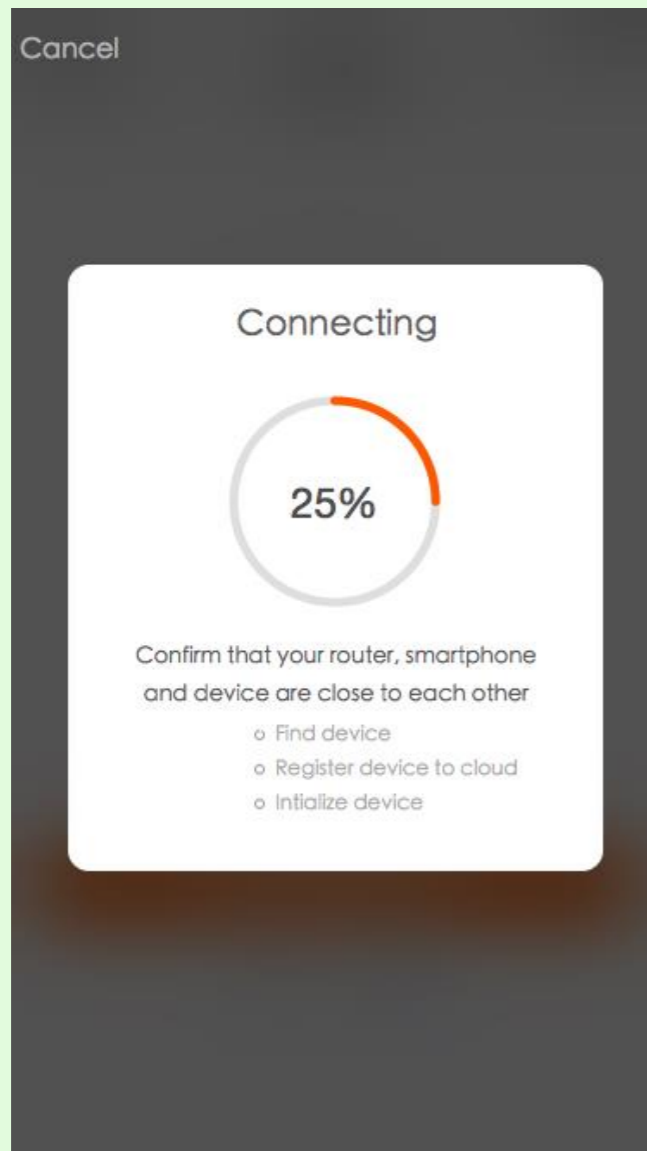 Cancel
Connecting
25%
Confirm that your router, smartphone
and device are close to each other
Find device
Register device to cloud
Intialize device